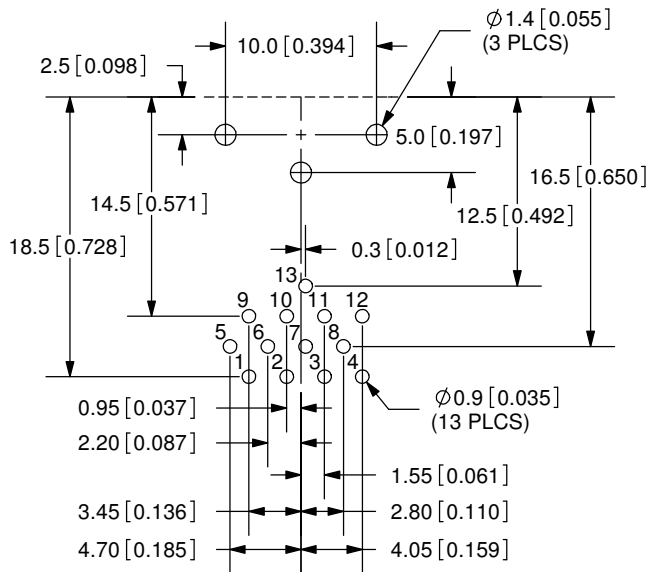 10.0 [0.394]
Ø1.4 [0.055]
(3 PLCS)
2.5 [0.098]
5.0 [0.197]
16.5 [0.650]
14.5 [0.571]
12.5 [0.492]
18.5 [0.728]
0.3 [0.012]
13
9 10 11 12
5 6 7 8
1 2 3 4
0.95 [0.037]
Ø0.9 [0.035]
(13 PLCS)
2.20 [0.087]
1.55 [0.061]
3.45 [0.136]
2.80 [0.110]
4.70 [0.185]
4.05 [0.159]